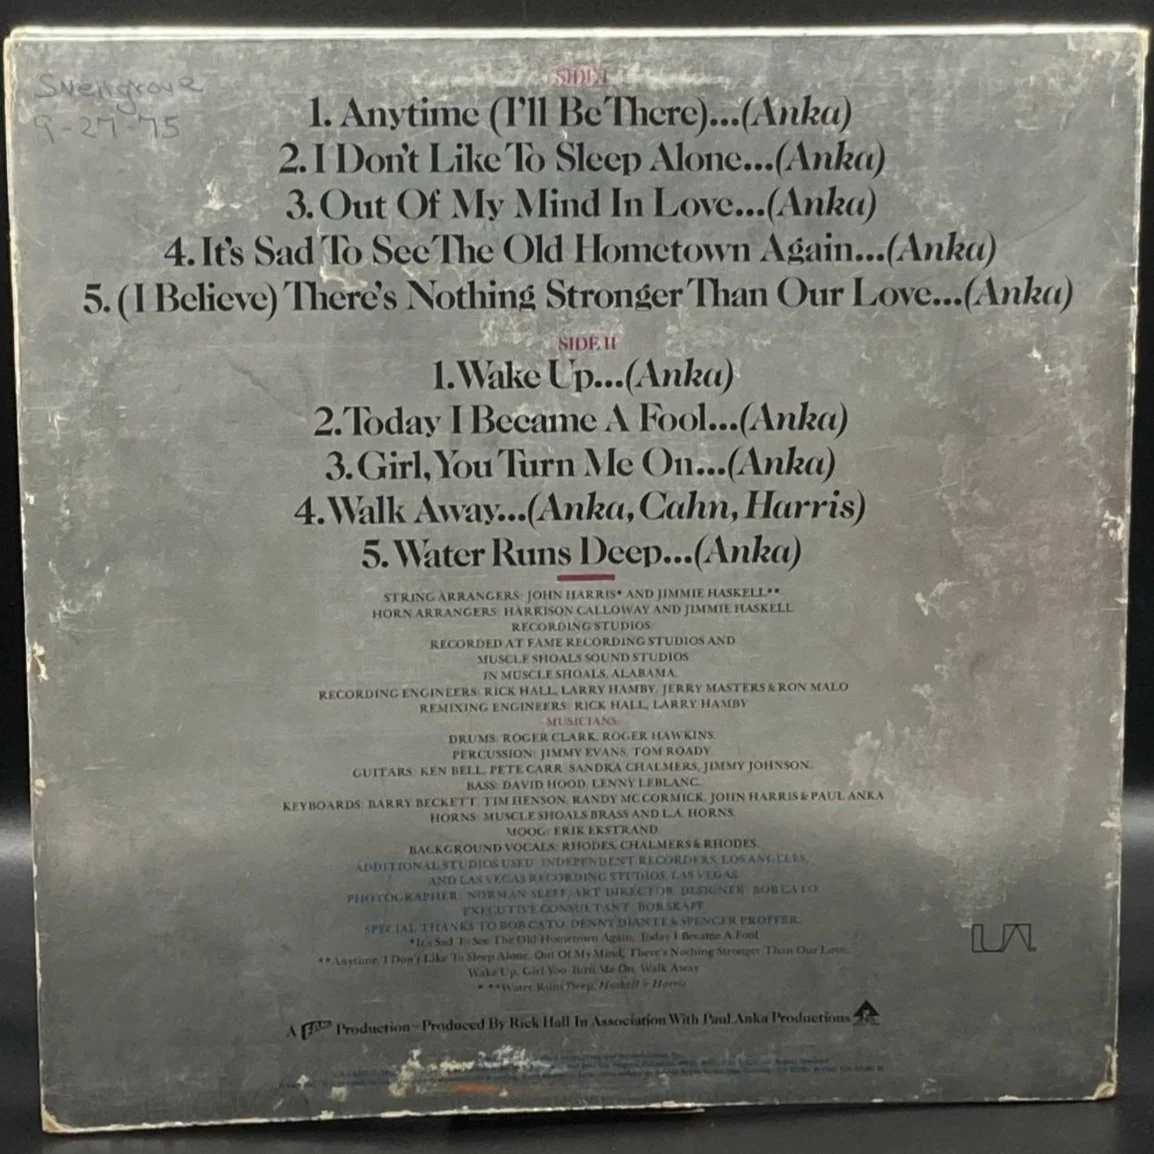 Svengrove
9-27-75
SIDE I
1. Anytime (I'll Be There)...(Anka)
2. I Don't Like To Sleep Alone...(Anka)
3. Out Of My Mind In Love...(Anka)
4. It's Sad To See The Old Hometown Again...(Anka)
5. (I Believe) There's Nothing Stronger Than Our Love...(Anka)
SIDE II
1. Wake Up...(Anka)
2. Today I Became A Fool...(Anka)
3. Girl, You Turn Me On...(Anka)
4. Walk Away...(Anka, Cahn, Harris)
5. Water Runs Deep...(Anka)
STRING ARRANGERS: JOHN HARRIS* AND JIMMIE HASKELL**
HORN ARRANGERS: HARRISON CALLOWAY AND JIMMIE HASKELL
RECORDING STUDIOS:
RECORDED AT FAME RECORDING STUDIOS AND
MUSCLE SHOALS SOUND STUDIOS
IN MUSCLE SHOALS, ALABAMA.
RECORDING ENGINEERS: RICK HALL, LARRY HAMBY, JERRY MASTERS & RON MALO
REMIXING ENGINEERS: RICK HALL, LARRY HAMBY
MUSICIANS:
DRUMS: ROGER CLARK, ROGER HAWKINS.
PERCUSSION: JIMMY EVANS, TOM ROADY
GUITARS: KEN BELL, PETE CARR, SANDRA CHALMERS, JIMMY JOHNSON.
BASS: DAVID HOOD, LENNY LEBLANC.
KEYBOARDS: BARRY BECKETT, TIM HENSON, RANDY MC CORMICK, JOHN HARRIS & PAUL ANKA
HORNS: MUSCLE SHOALS BRASS AND L.A. HORNS.
MOOG: ERIK EKSTRAND.
BACKGROUND VOCALS: RHODES, CHALMERS & RHODES.
ADDITIONAL STUDIOS USED: INDEPENDENT RECORDERS, LOS ANGELES,
AND LAS VEGAS RECORDING STUDIOS, LAS VEGAS.
PHOTOGRAPHER: NORMAN SEEFF/ART DIRECTOR DESIGNER: BOB CATO.
EXECUTIVE CONSULTANT: BOB SKAFF
SPECIAL THANKS TO BOB CATO, DENNY DIANTE & SPENCER PROFFER.
*It's Sad To See The Old Hometown Again, Today I Became A Fool
**Anytime, I Don't Like To Sleep Alone, Out Of My Mind, There's Nothing Stronger Than Our Love,
Wake Up, Girl You Turn Me On, Walk Away
***Water Runs Deep, Haskell & Harris
UA
A FAME Production-Produced By Rick Hall In Association With Paul Anka Productions